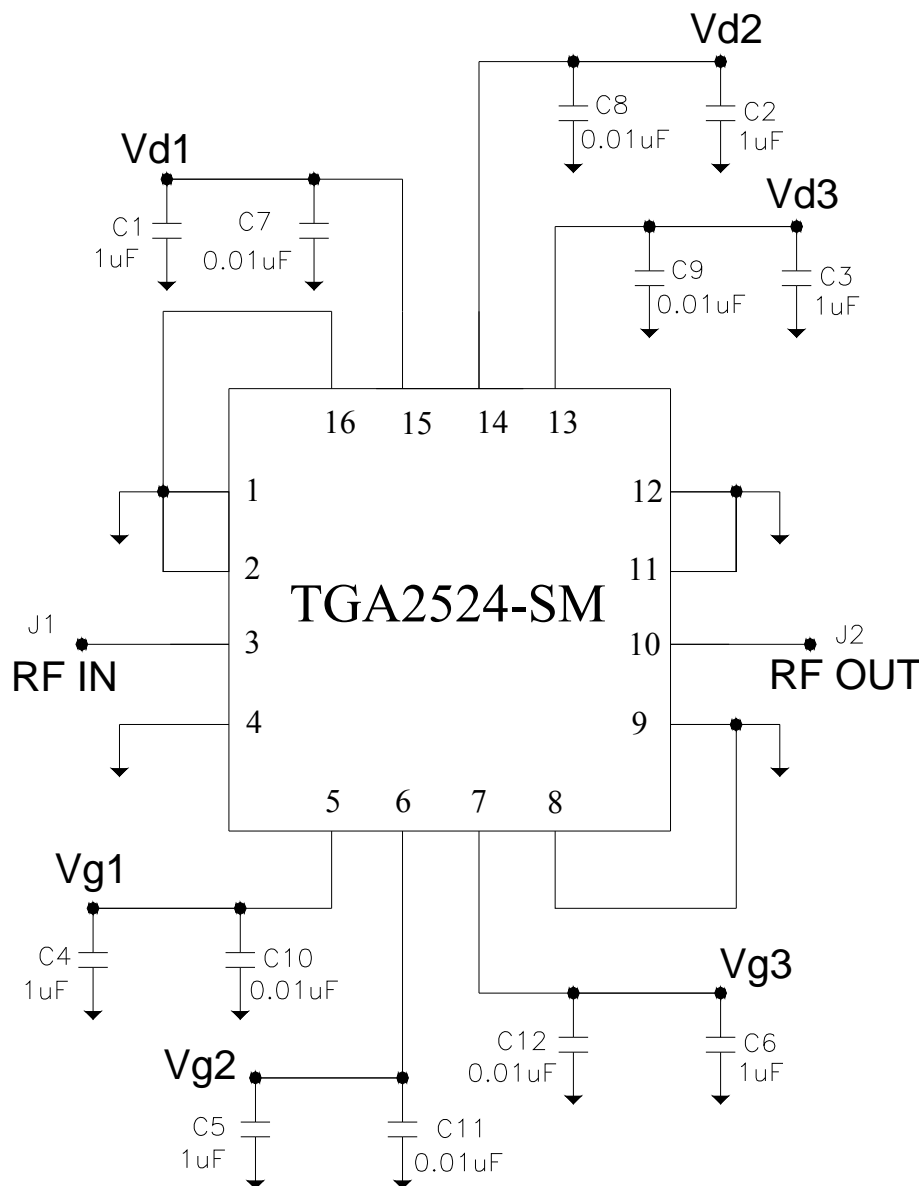 Vd2
C8
0.01uF
C2
1uF
Vd1
C1
1uF
C7
0.01uF
Vd3
C9
0.01uF
C3
1uF
16 15 14 13
1 12
2 11
TGA2524-SM
J1
RF IN
3 10
J2
RF OUT
4 9
5 6 7 8
Vg1
C4
1uF
C10
0.01uF
Vg3
C12
0.01uF
C6
1uF
Vg2
C5
1uF
C11
0.01uF